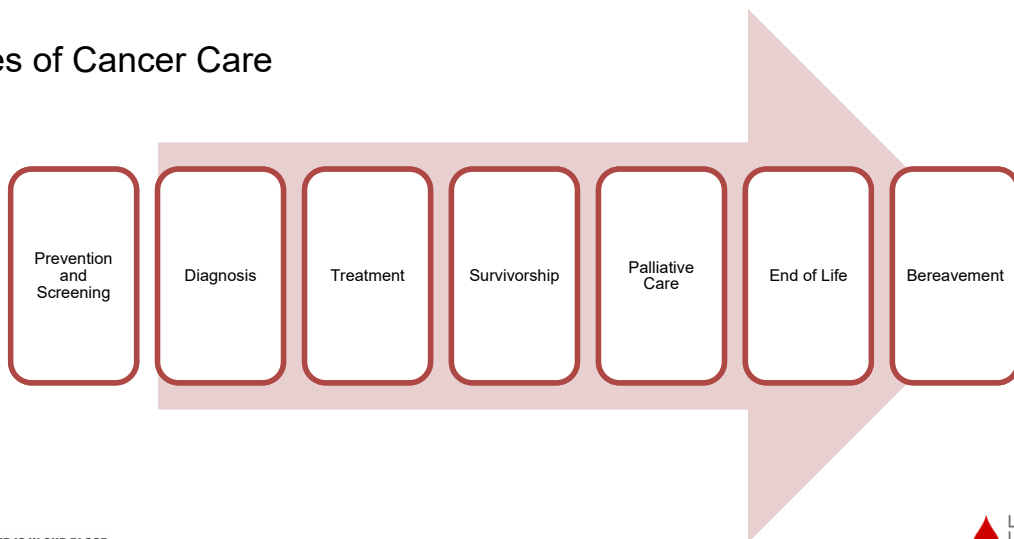 es of Cancer Care
Prevention
and
Screening
Diagnosis
Treatment
Survivorship
Palliative
Care
End of Life
Bereavement
L
L